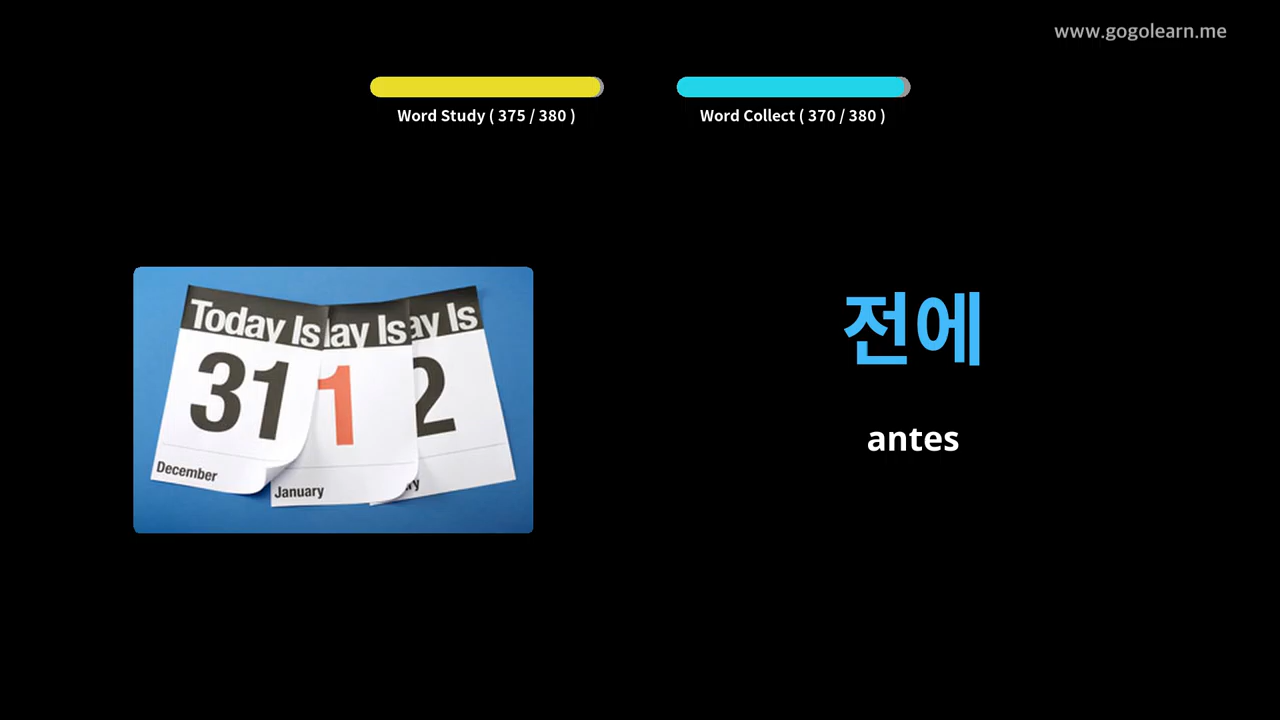 www.gogolearn.me
Word Study ( 375 / 380 )
Word Collect ( 370 / 380 )
Today Is
31
December
ay Is
1
January
ay Is
2
전에
antes